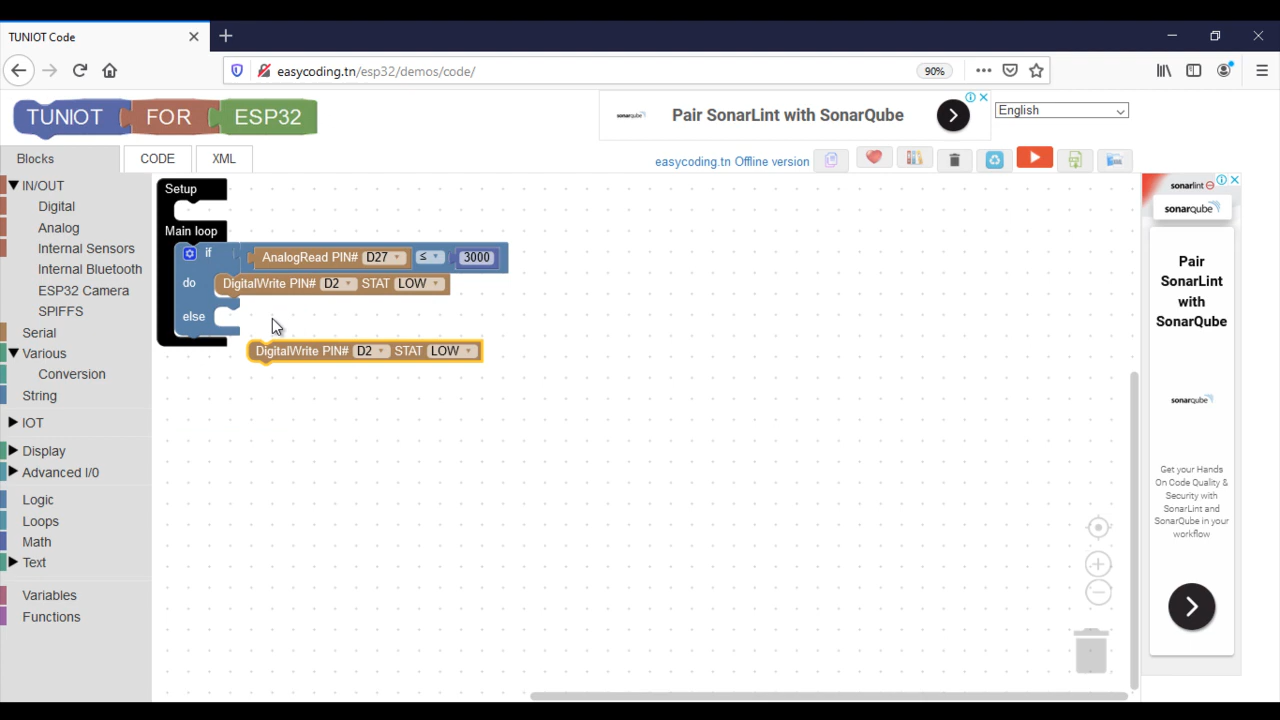 TUNIOT Code
easycoding.tn/esp32/demos/code/
90%
TUNIOT FOR ESP32
sonarqube
Pair SonarLint with SonarQube
English
Blocks
CODE
XML
easycoding.tn Offline version
IN/OUT
Digital
Analog
Internal Sensors
Internal Bluetooth
ESP32 Camera
SPIFFS
Serial
Various
Conversion
String
IOT
Display
Advanced I/0
Logic
Loops
Math
Text
Variables
Functions
Setup
Main loop
if AnalogRead PIN# D27 ≤ 3000
do DigitalWrite PIN# D2 STAT LOW
else
DigitalWrite PIN# D2 STAT LOW
sonarlint
sonarqube
Pair
SonarLint
with
SonarQube
sonarqube
Get your Hands
On Code Quality &
Security with
SonarLint and
SonarQube in your
workflow